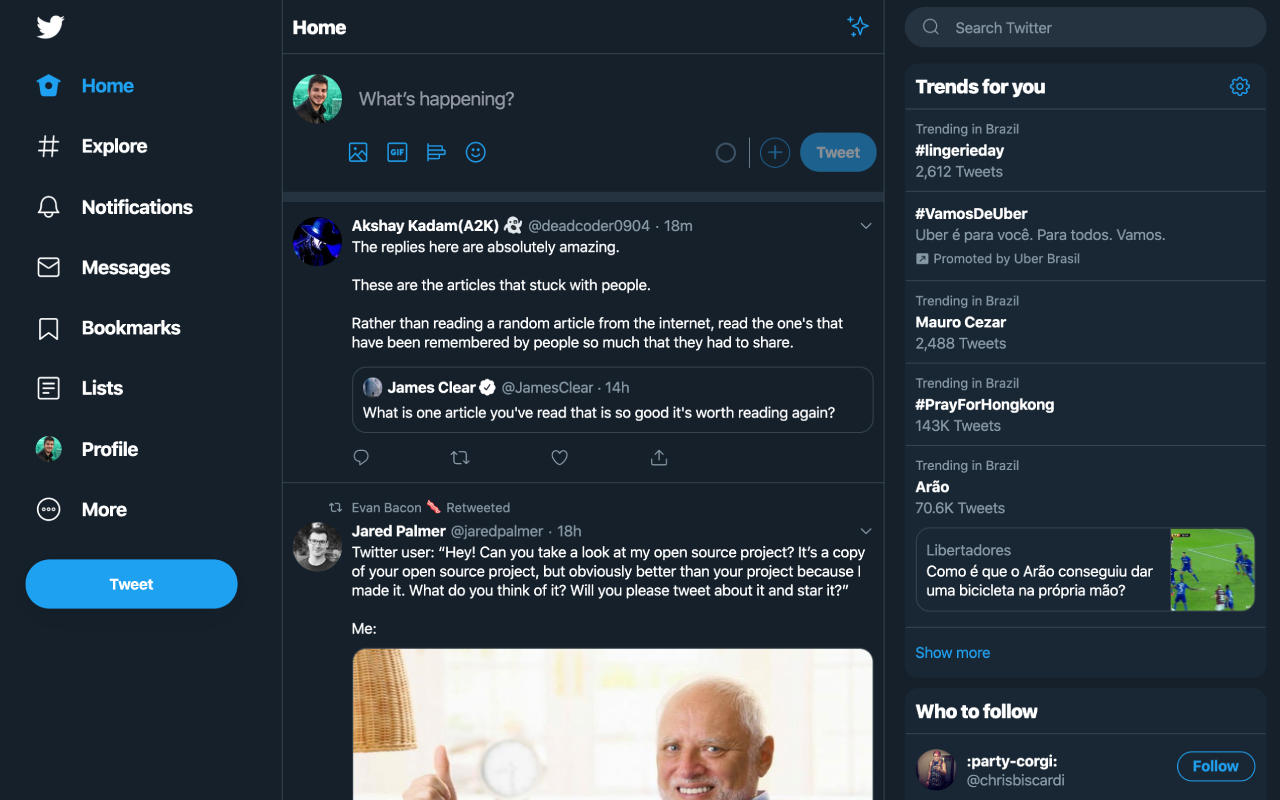 Home
Explore
Notifications
Messages
Bookmarks
Lists
Profile
More
Tweet
Home
What's happening?
GIF
Tweet
Akshay Kadam(A2K) 👻 @deadcoder0904 · 18m
The replies here are absolutely amazing.
These are the articles that stuck with people.
Rather than reading a random article from the internet, read the one's that
have been remembered by people so much that they had to share.
James Clear @JamesClear · 14h
What is one article you've read that is so good it's worth reading again?
Evan Bacon 🥓 Retweeted
Jared Palmer @jaredpalmer · 18h
Twitter user: “Hey! Can you take a look at my open source project? It’s a copy
of your open source project, but obviously better than your project because I
made it. What do you think of it? Will you please tweet about it and star it?”
Me:
Search Twitter
Trends for you
Trending in Brazil
#lingerieday
2,612 Tweets
#VamosDeUber
Uber é para você. Para todos. Vamos.
Promoted by Uber Brasil
Trending in Brazil
Mauro Cezar
2,488 Tweets
Trending in Brazil
#PrayForHongkong
143K Tweets
Trending in Brazil
Arão
70.6K Tweets
Libertadores
Como é que o Arão conseguiu dar
uma bicicleta na própria mão?
Show more
Who to follow
:party-corgi:
@chrisbiscardi
Follow